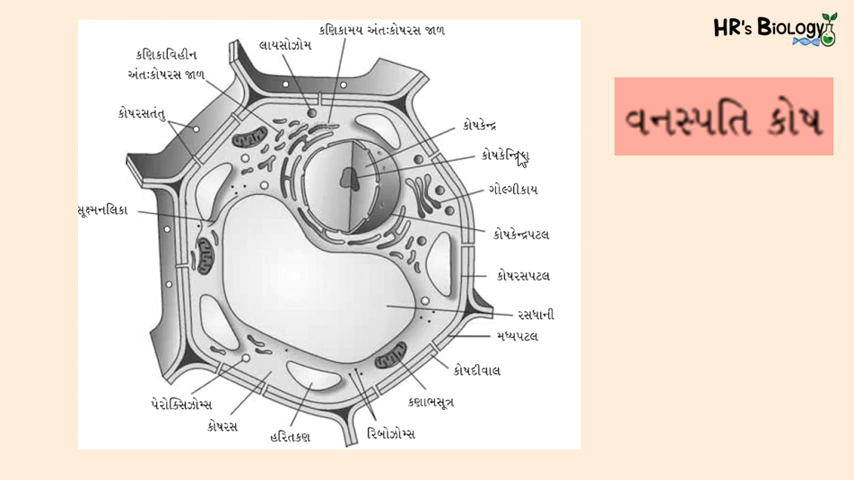 HR's Biology
વનસ્પતિ કોષ
કણિકામય અંતઃકોષરસ જાળ
લાયસોઝોમ
કણિકાવિહીન
અંતઃકોષરસ જાળ
કોષરસતંતુ
કોષકેન્દ્ર
ગોલ્ગીકાય
સૂક્ષ્મનલિકા
કોષકેન્દ્રપટલ
કોષરસપટલ
રસધાની
મધ્યપટલ
કોષદીવાલ
કણાભસૂત્ર
પેરોક્સિઝોમ્સ
કોષરસ
હરિતકણ
રિબોઝોમ્સ